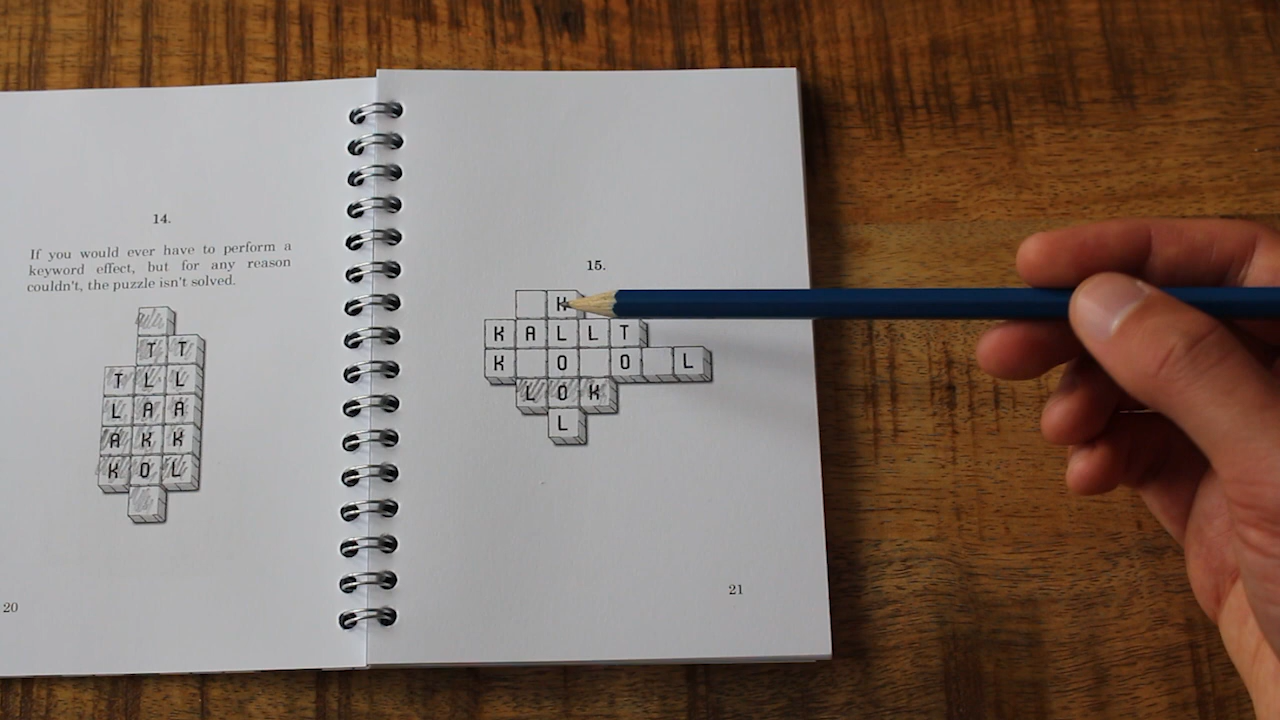 14.
If you would ever have to perform a
keyword effect, but for any reason
couldn't, the puzzle isn't solved.
T T
T L L
L A A
A K K
K O L
20
15.
K
K A L L T
K O O L
L O K
L
21